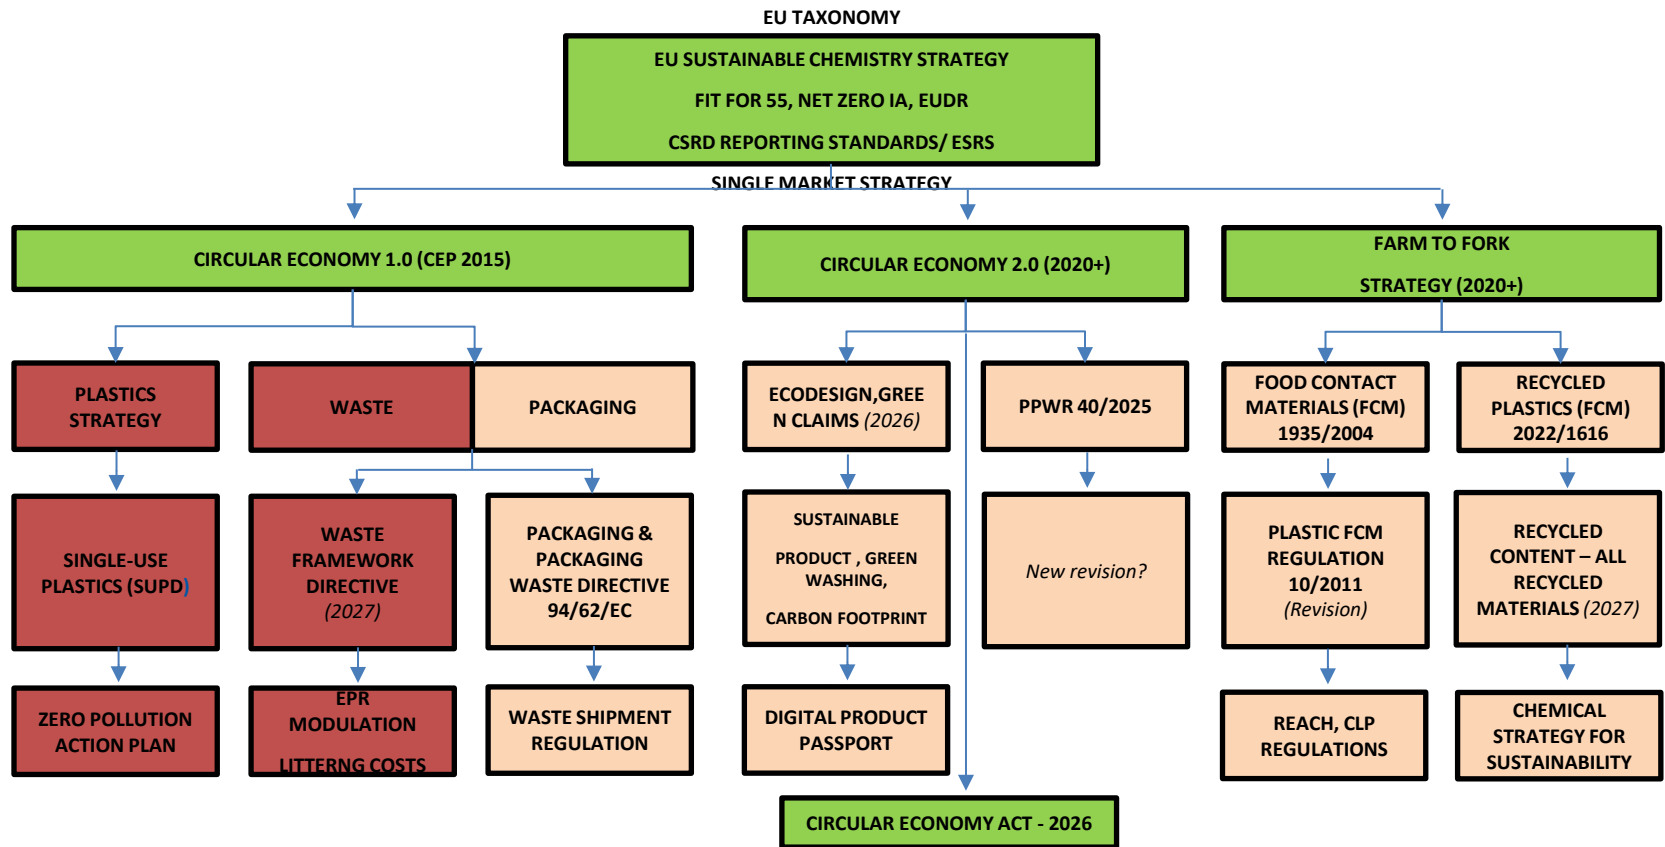 EU TAXONOMY
EU SUSTAINABLE CHEMISTRY STRATEGY
FIT FOR 55, NET ZERO IA, EUDR
CSRD REPORTING STANDARDS/ ESRS
SINGLE MARKET STRATEGY
CIRCULAR ECONOMY 1.0 (CEP 2015)
CIRCULAR ECONOMY 2.0 (2020+)
FARM TO FORK
STRATEGY (2020+)
PLASTICS
STRATEGY
WASTE
PACKAGING
ECODESIGN,GREE
N CLAIMS (2026)
PPWR 40/2025
FOOD CONTACT
MATERIALS (FCM)
1935/2004
RECYCLED
PLASTICS (FCM)
2022/1616
SINGLE-USE
PLASTICS (SUPD)
WASTE
FRAMEWORK
DIRECTIVE
(2027)
PACKAGING &
PACKAGING
WASTE DIRECTIVE
94/62/EC
SUSTAINABLE
PRODUCT , GREEN
WASHING,
CARBON FOOTPRINT
New revision?
PLASTIC FCM
REGULATION
10/2011
(Revision)
RECYCLED
CONTENT – ALL
RECYCLED
MATERIALS (2027)
ZERO POLLUTION
ACTION PLAN
EPR
MODULATION
LITTERNG COSTS
WASTE SHIPMENT
REGULATION
DIGITAL PRODUCT
PASSPORT
REACH, CLP
REGULATIONS
CHEMICAL
STRATEGY FOR
SUSTAINABILITY
CIRCULAR ECONOMY ACT - 2026